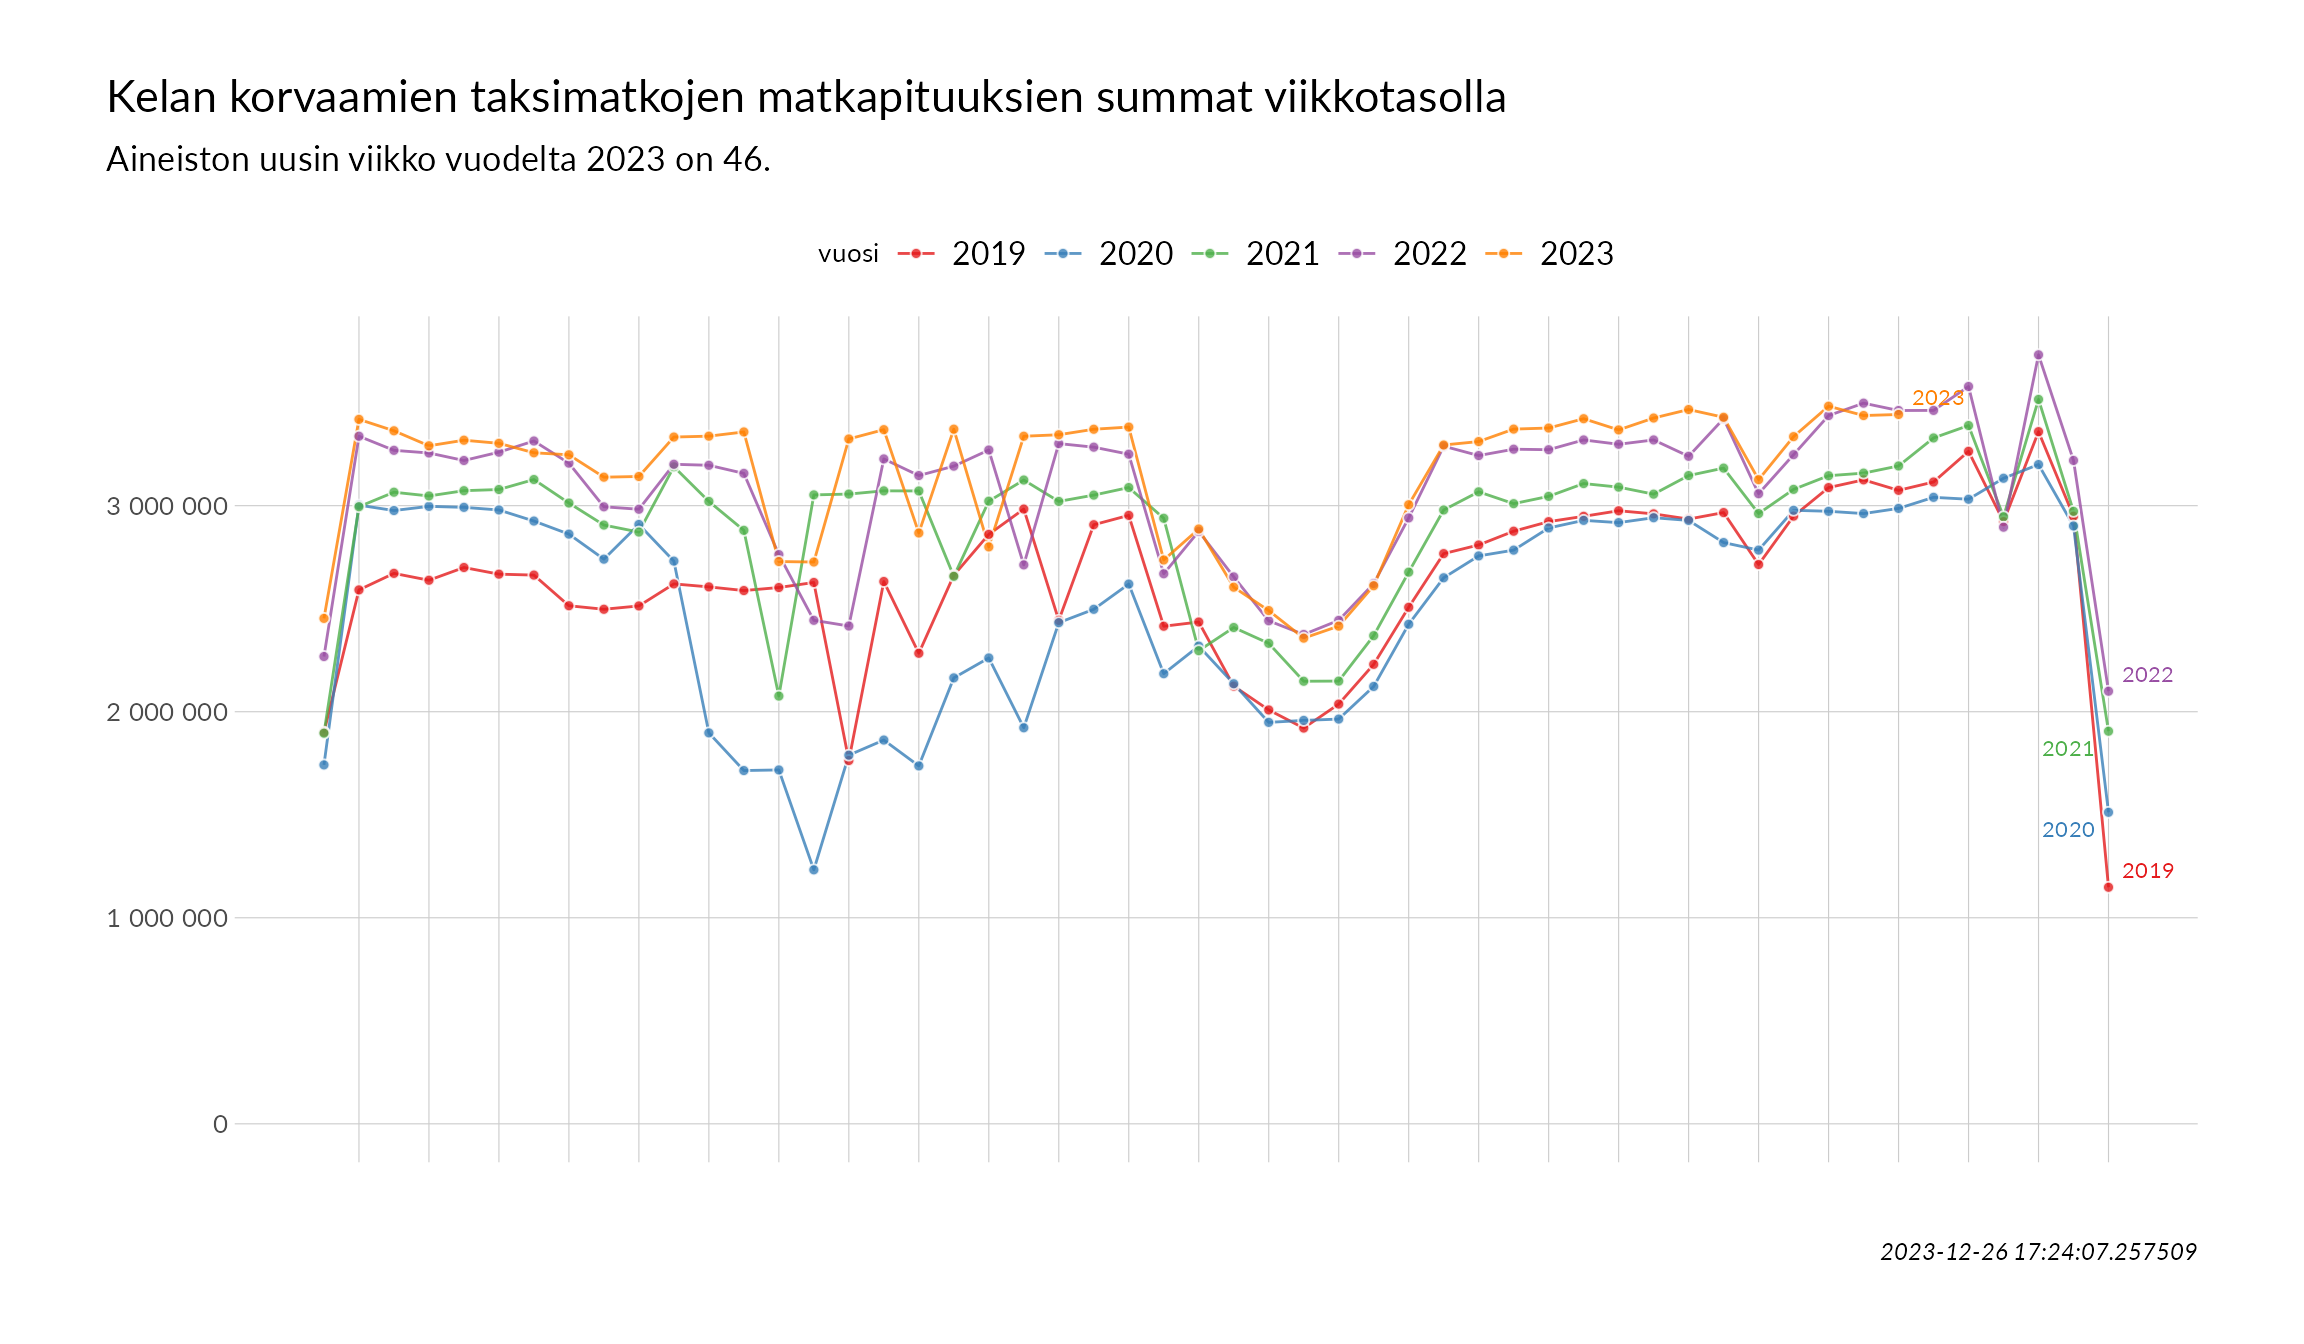 Kelan korvaamien taksimatkojen matkapituuksien summat viikkotasolla
Aineiston uusin viikko vuodelta 2023 on 46.
vuosi 2019 2020 2021 2022 2023
2023
3 000 000
2022
2 000 000
2021
2020
2019
1 000 000
0
2023-12-26 17:24:07.257509